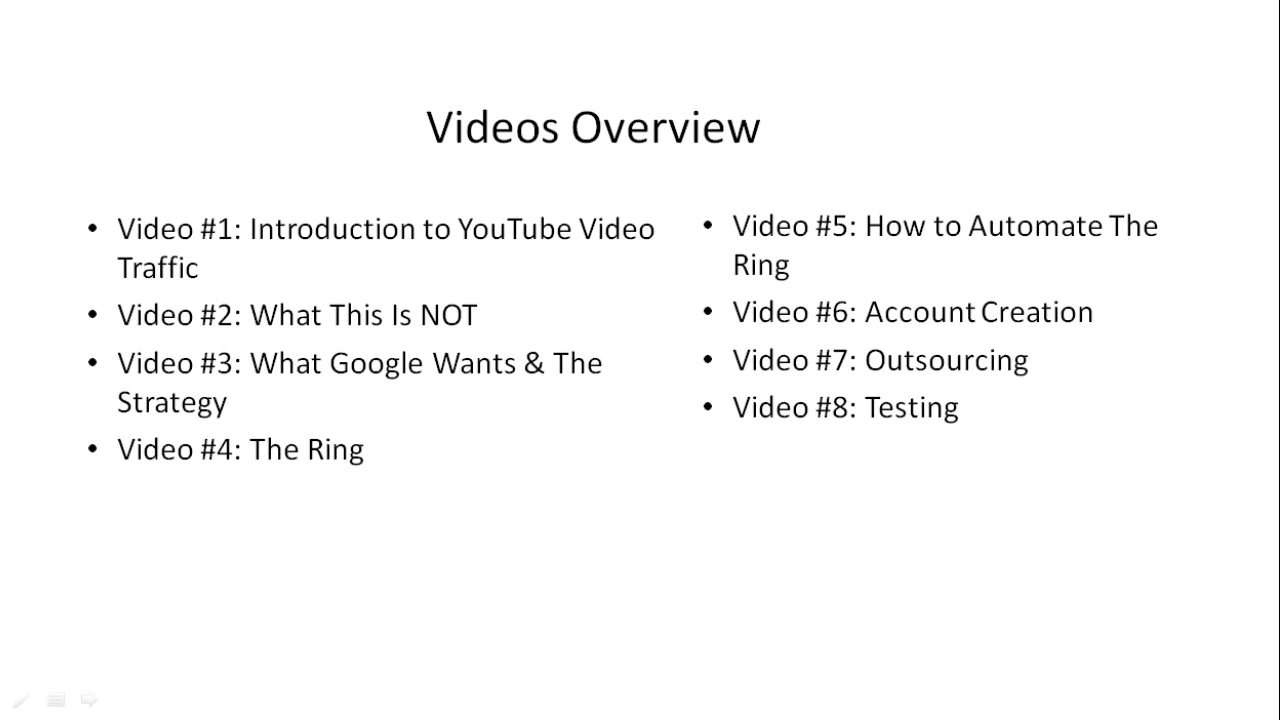 Videos Overview
• Video #1: Introduction to YouTube Video
Traffic
• Video #2: What This Is NOT
• Video #3: What Google Wants & The
Strategy
• Video #4: The Ring
• Video #5: How to Automate The
Ring
• Video #6: Account Creation
• Video #7: Outsourcing
• Video #8: Testing